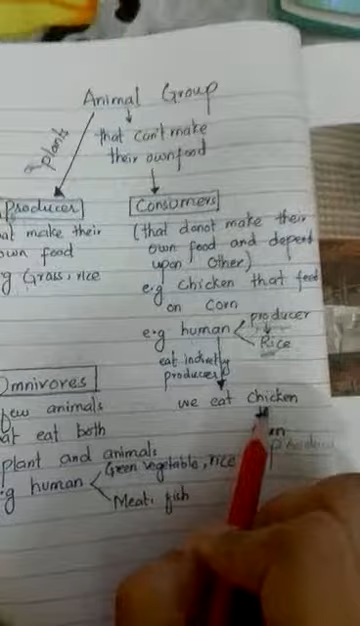 Animal Group
plants
that can't make
their own food
Producer
at make their
own food
g Grass, rice
Consumers
(that donot make their
own food and depend
upon other)
e.g chicken that feed
on corn
e.g human
producer
Rice
eat indirectly
producer
we eat chicken
Producer
Omnivores
few animals
at eat both
plant and animals
g human
Green vegetable, rice
Meat, fish